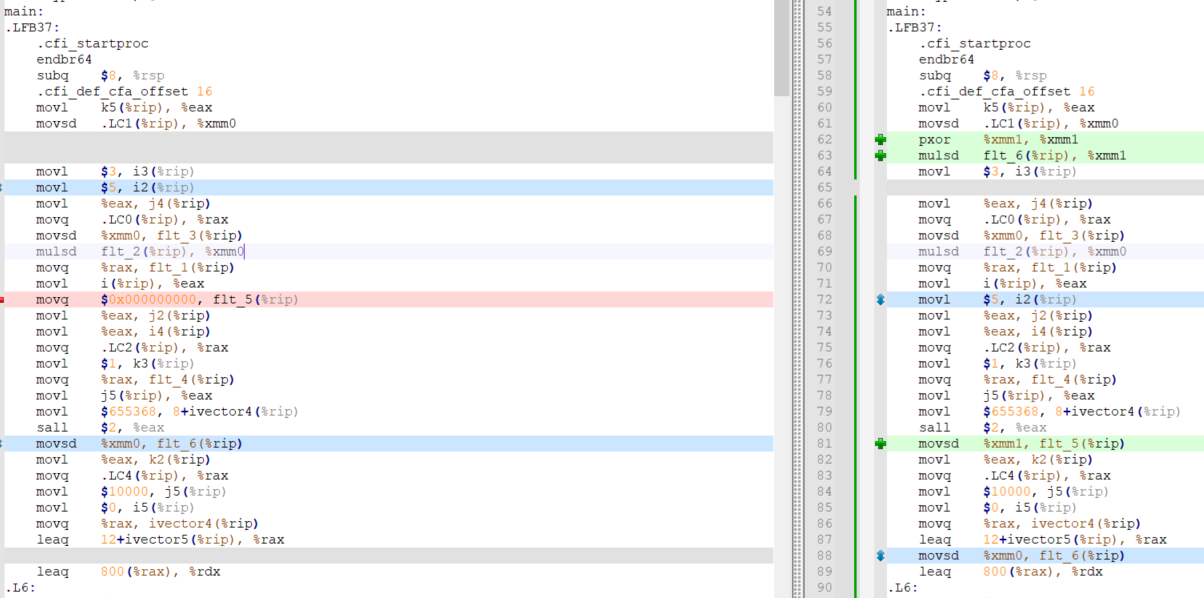 main:
.LFB37:
.cfi_startproc
endbr64
subq $8, %rsp
.cfi_def_cfa_offset 16
movl k5(%rip), %eax
movsd .LC1(%rip), %xmm0
movl $3, i3(%rip)
movl $5, i2(%rip)
movl %eax, j4(%rip)
movq .LC0(%rip), %rax
movsd %xmm0, flt_3(%rip)
mulsd flt_2(%rip), %xmm0
movq %rax, flt_1(%rip)
movl i(%rip), %eax
movq $0x000000000, flt_5(%rip)
movl %eax, j2(%rip)
movl %eax, i4(%rip)
movq .LC2(%rip), %rax
movl $1, k3(%rip)
movq %rax, flt_4(%rip)
movl j5(%rip), %eax
movl $655368, 8+ivector4(%rip)
sall $2, %eax
movsd %xmm0, flt_6(%rip)
movl %eax, k2(%rip)
movq .LC4(%rip), %rax
movl $10000, j5(%rip)
movl $0, i5(%rip)
movq %rax, ivector4(%rip)
leaq 12+ivector5(%rip), %rax
leaq 800(%rax), %rdx
.L6:
54 main:
55 .LFB37:
56 .cfi_startproc
57 endbr64
58 subq $8, %rsp
59 .cfi_def_cfa_offset 16
60 movl k5(%rip), %eax
61 movsd .LC1(%rip), %xmm0
62 pxor %xmm1, %xmm1
63 mulsd flt_6(%rip), %xmm1
64 movl $3, i3(%rip)
65
66 movl %eax, j4(%rip)
67 movq .LC0(%rip), %rax
68 movsd %xmm0, flt_3(%rip)
69 mulsd flt_2(%rip), %xmm0
70 movq %rax, flt_1(%rip)
71 movl i(%rip), %eax
72 movl $5, i2(%rip)
73 movl %eax, j2(%rip)
74 movl %eax, i4(%rip)
75 movq .LC2(%rip), %rax
76 movl $1, k3(%rip)
77 movq %rax, flt_4(%rip)
78 movl j5(%rip), %eax
79 movl $655368, 8+ivector4(%rip)
80 sall $2, %eax
81 movsd %xmm1, flt_5(%rip)
82 movl %eax, k2(%rip)
83 movq .LC4(%rip), %rax
84 movl $10000, j5(%rip)
85 movl $0, i5(%rip)
86 movq %rax, ivector4(%rip)
87 leaq 12+ivector5(%rip), %rax
88 movsd %xmm0, flt_6(%rip)
89 leaq 800(%rax), %rdx
90 .L6: